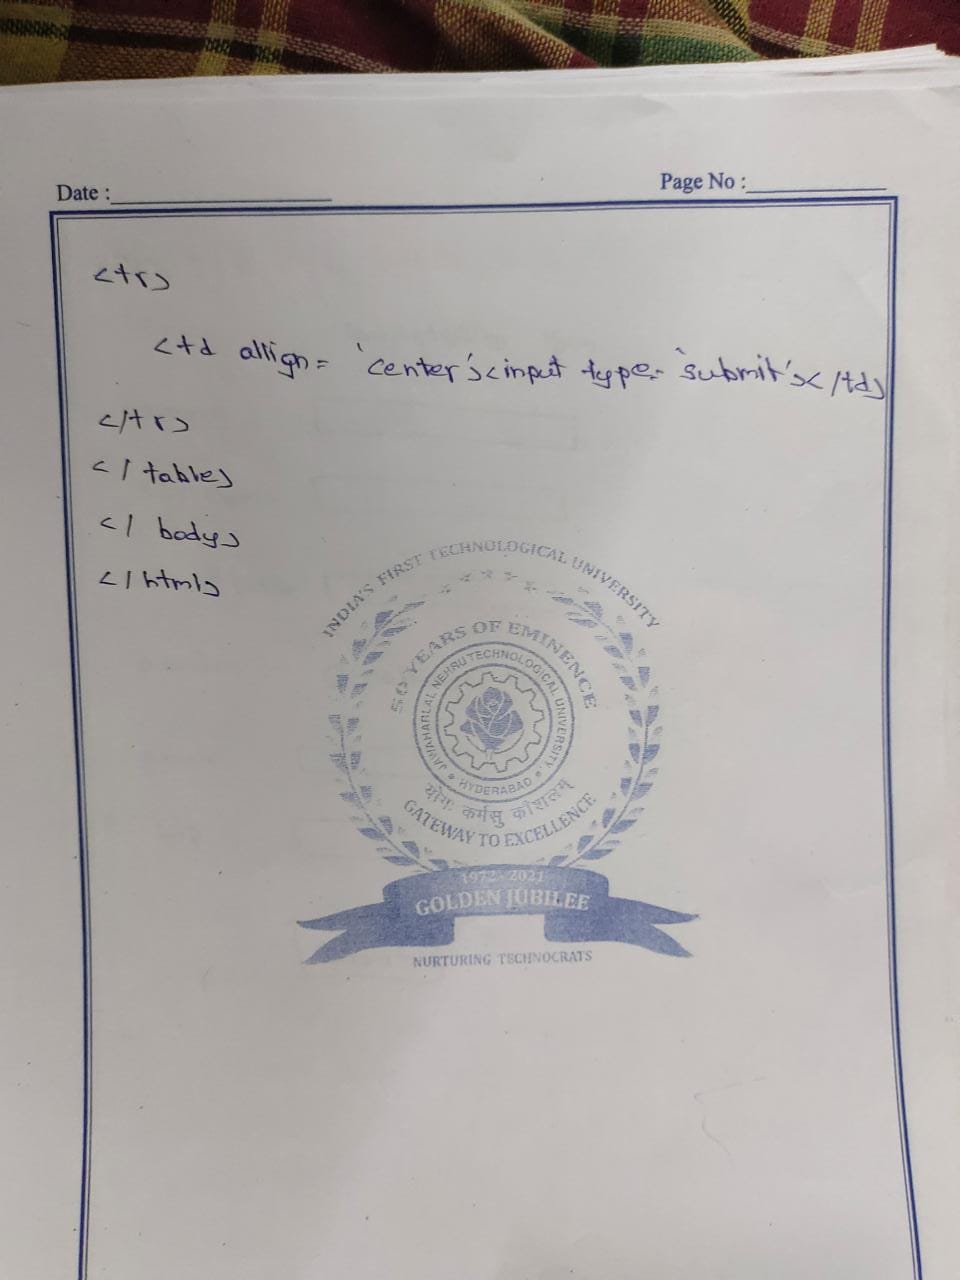 Date :
Page No :
<tr>
<td allign= 'center'><input type= 'submit'></td>
</tr>
</table>
</body>
</html>
INDIA'S FIRST TECHNOLOGICAL UNIVERSITY
50 YEARS OF EMINENCE
JAWAHARLAL NEHRU TECHNOLOGICAL UNIVERSITY
HYDERABAD
योगः कर्मसु कौशलम्
GATEWAY TO EXCELLENCE
1972-2021
GOLDEN JUBILEE
NURTURING TECHNOCRATS